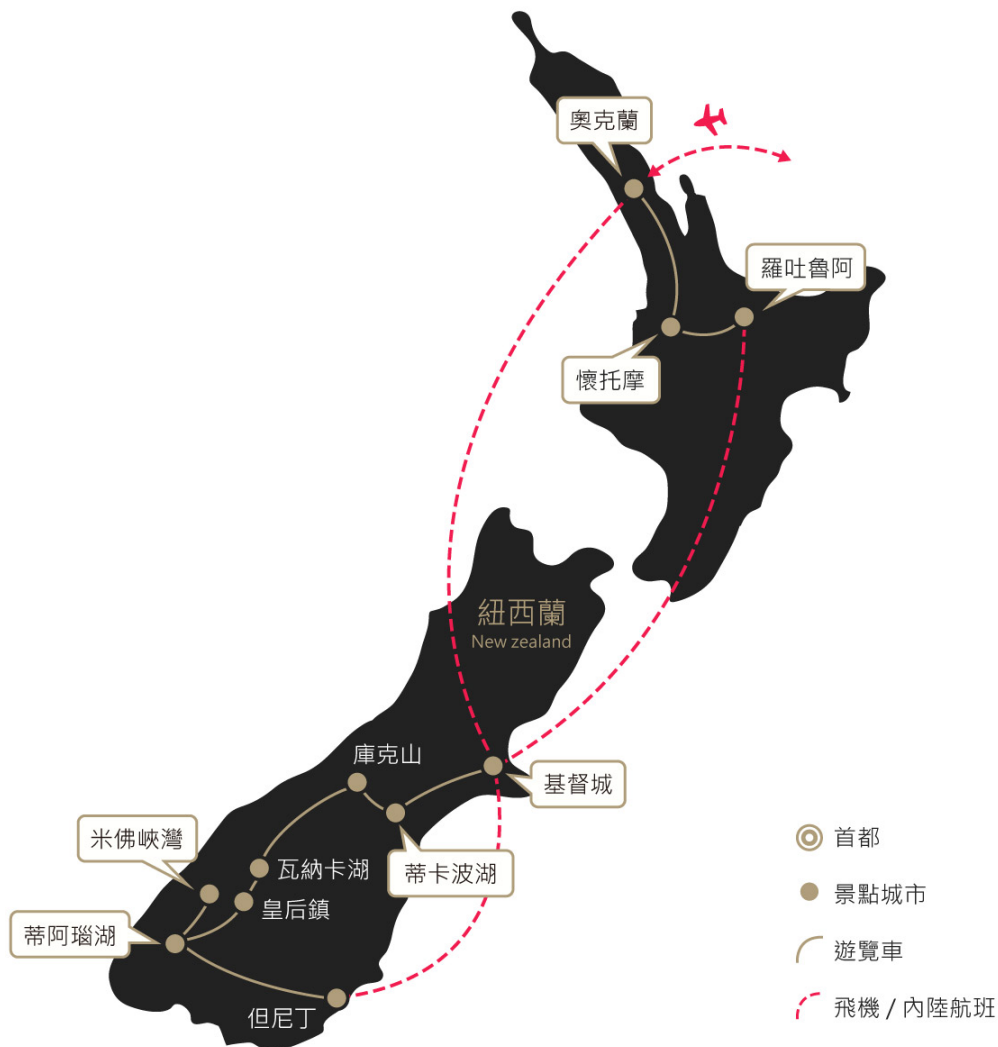 奧克蘭
羅吐魯阿
懷托摩
紐西蘭
New zealand
庫克山
基督城
米佛峽灣
瓦納卡湖
蒂卡波湖
皇后鎮
蒂阿瑙湖
但尼丁
首都
景點城市
遊覽車
飛機 / 內陸航班